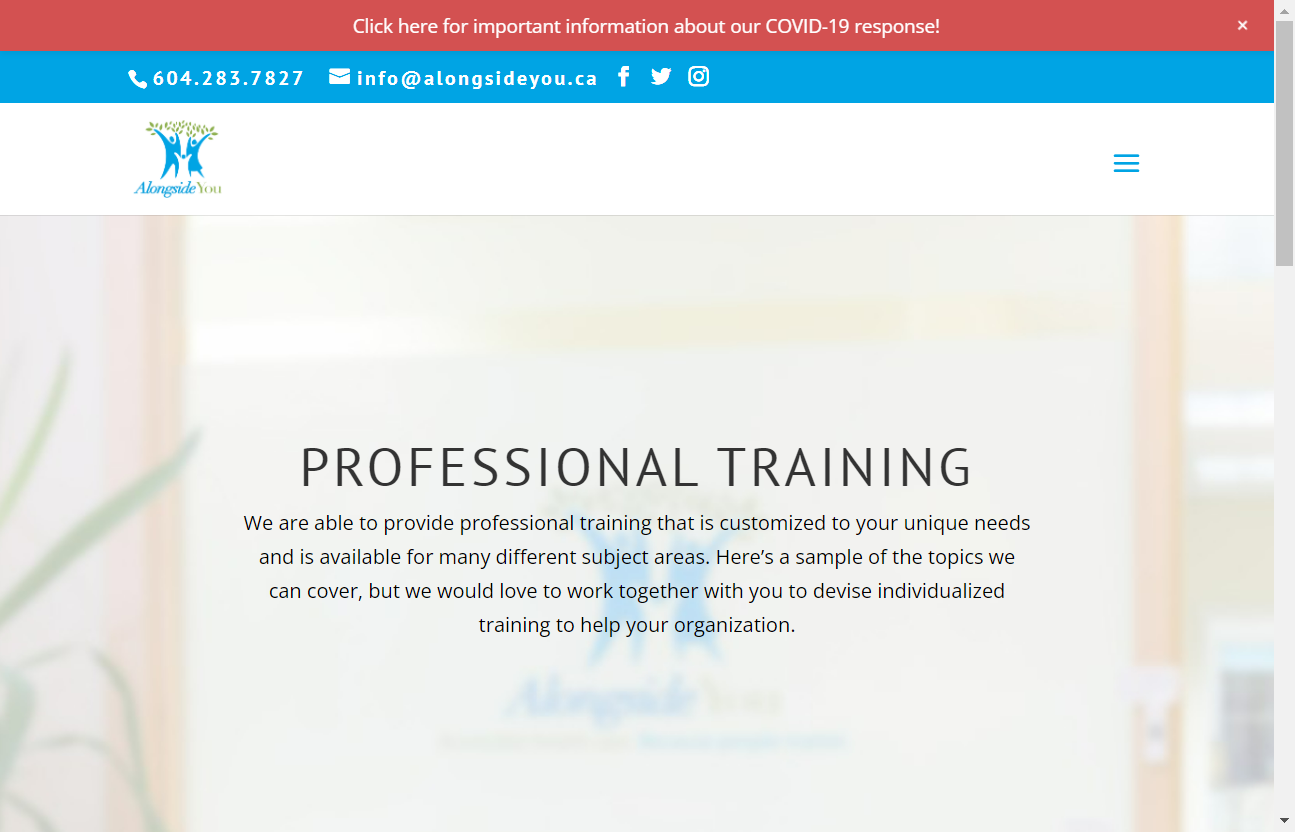 Click here for important information about our COVID-19 response!
×
604.283.7827 info@alongsideyou.ca
AlongsideYou
PROFESSIONAL TRAINING
We are able to provide professional training that is customized to your unique needs
and is available for many different subject areas. Here’s a sample of the topics we
can cover, but we would love to work together with you to devise individualized
training to help your organization.
AlongsideYou